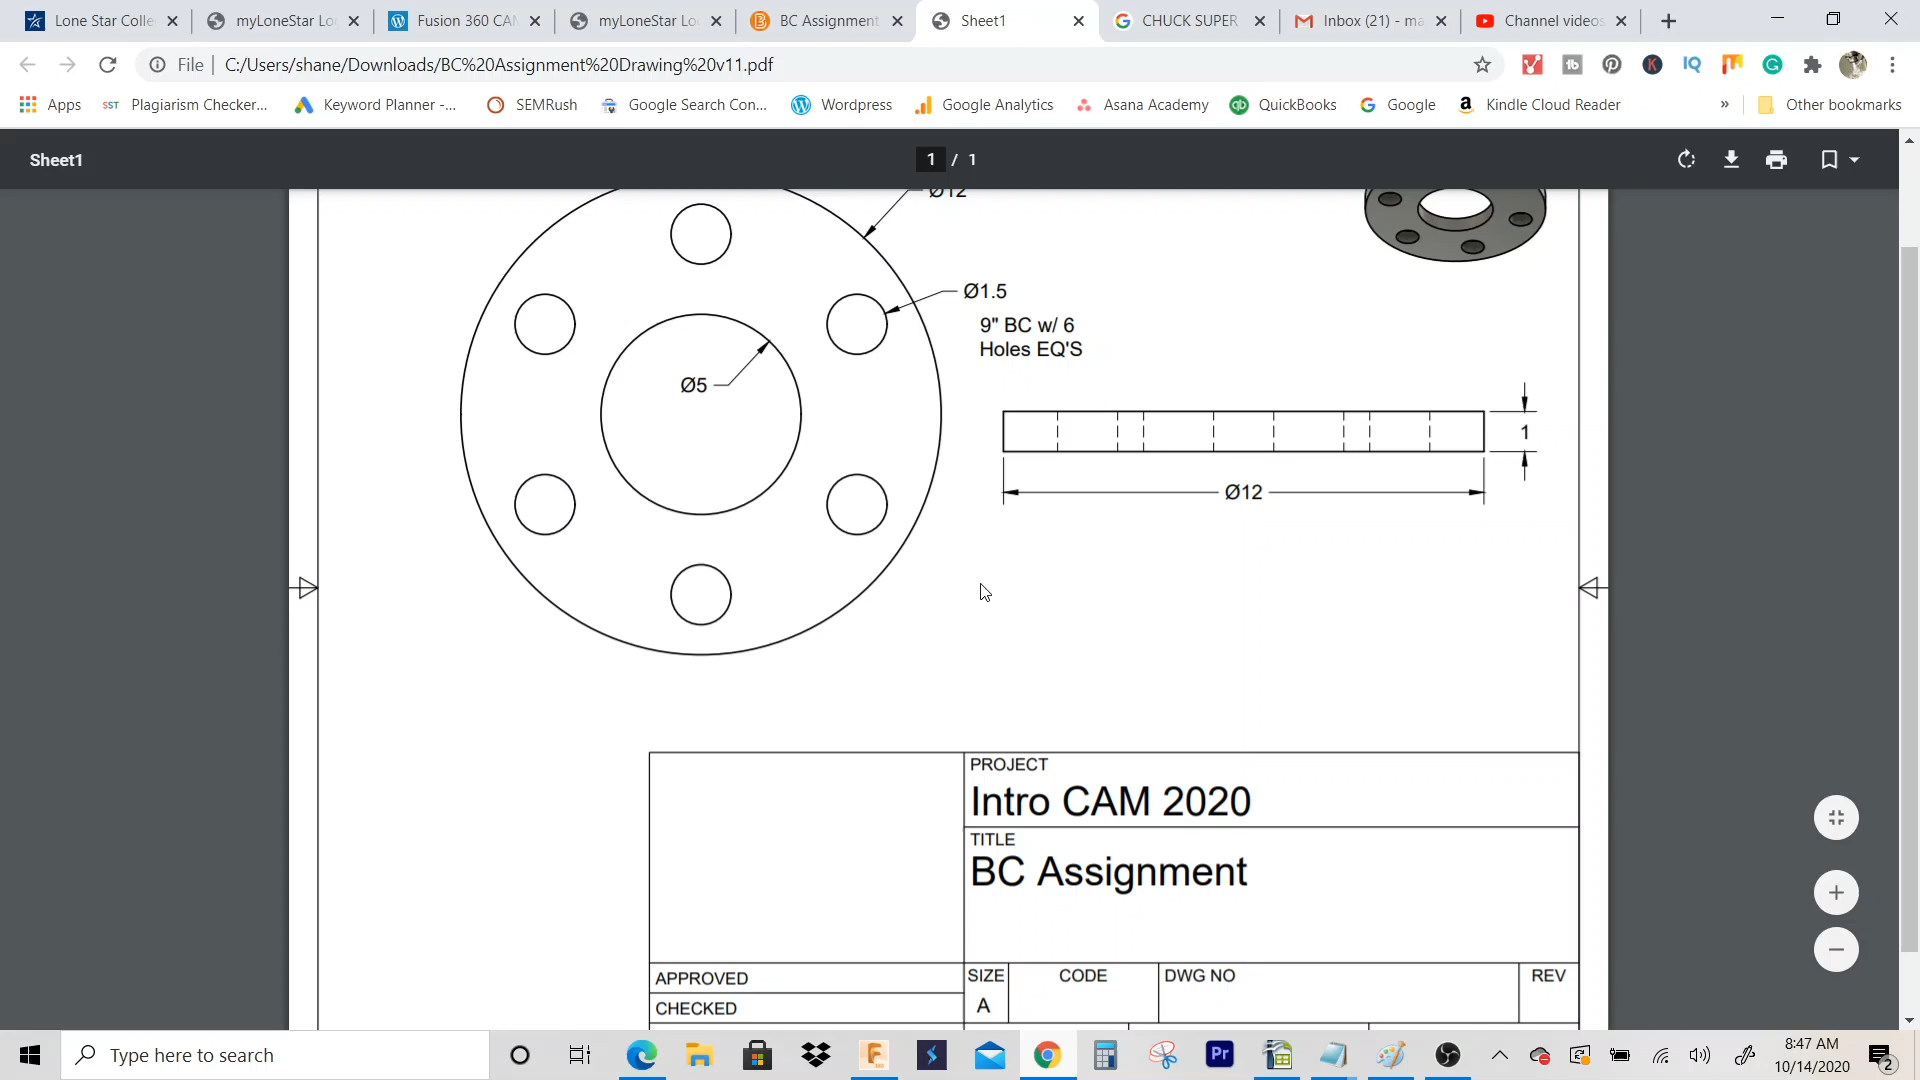 Lone Star Colle
myLoneStar Lo
Fusion 360 CAM
myLoneStar Lo
BC Assignment
Sheet1
CHUCK SUPER
Inbox (21) - ma
Channel videos
File
C:/Users/shane/Downloads/BC%20Assignment%20Drawing%20v11.pdf
Apps
SST
Plagiarism Checker...
Keyword Planner -...
SEMRush
Google Search Con...
Wordpress
Google Analytics
Asana Academy
QuickBooks
Google
Kindle Cloud Reader
»
Other bookmarks
Sheet1
1 / 1
Ø12
Ø1.5
9" BC w/ 6
Holes EQ'S
Ø5
1
Ø12
PROJECT
Intro CAM 2020
TITLE
BC Assignment
APPROVED
CHECKED
SIZE
A
CODE
DWG NO
REV
Type here to search
8:47 AM
10/14/2020
2